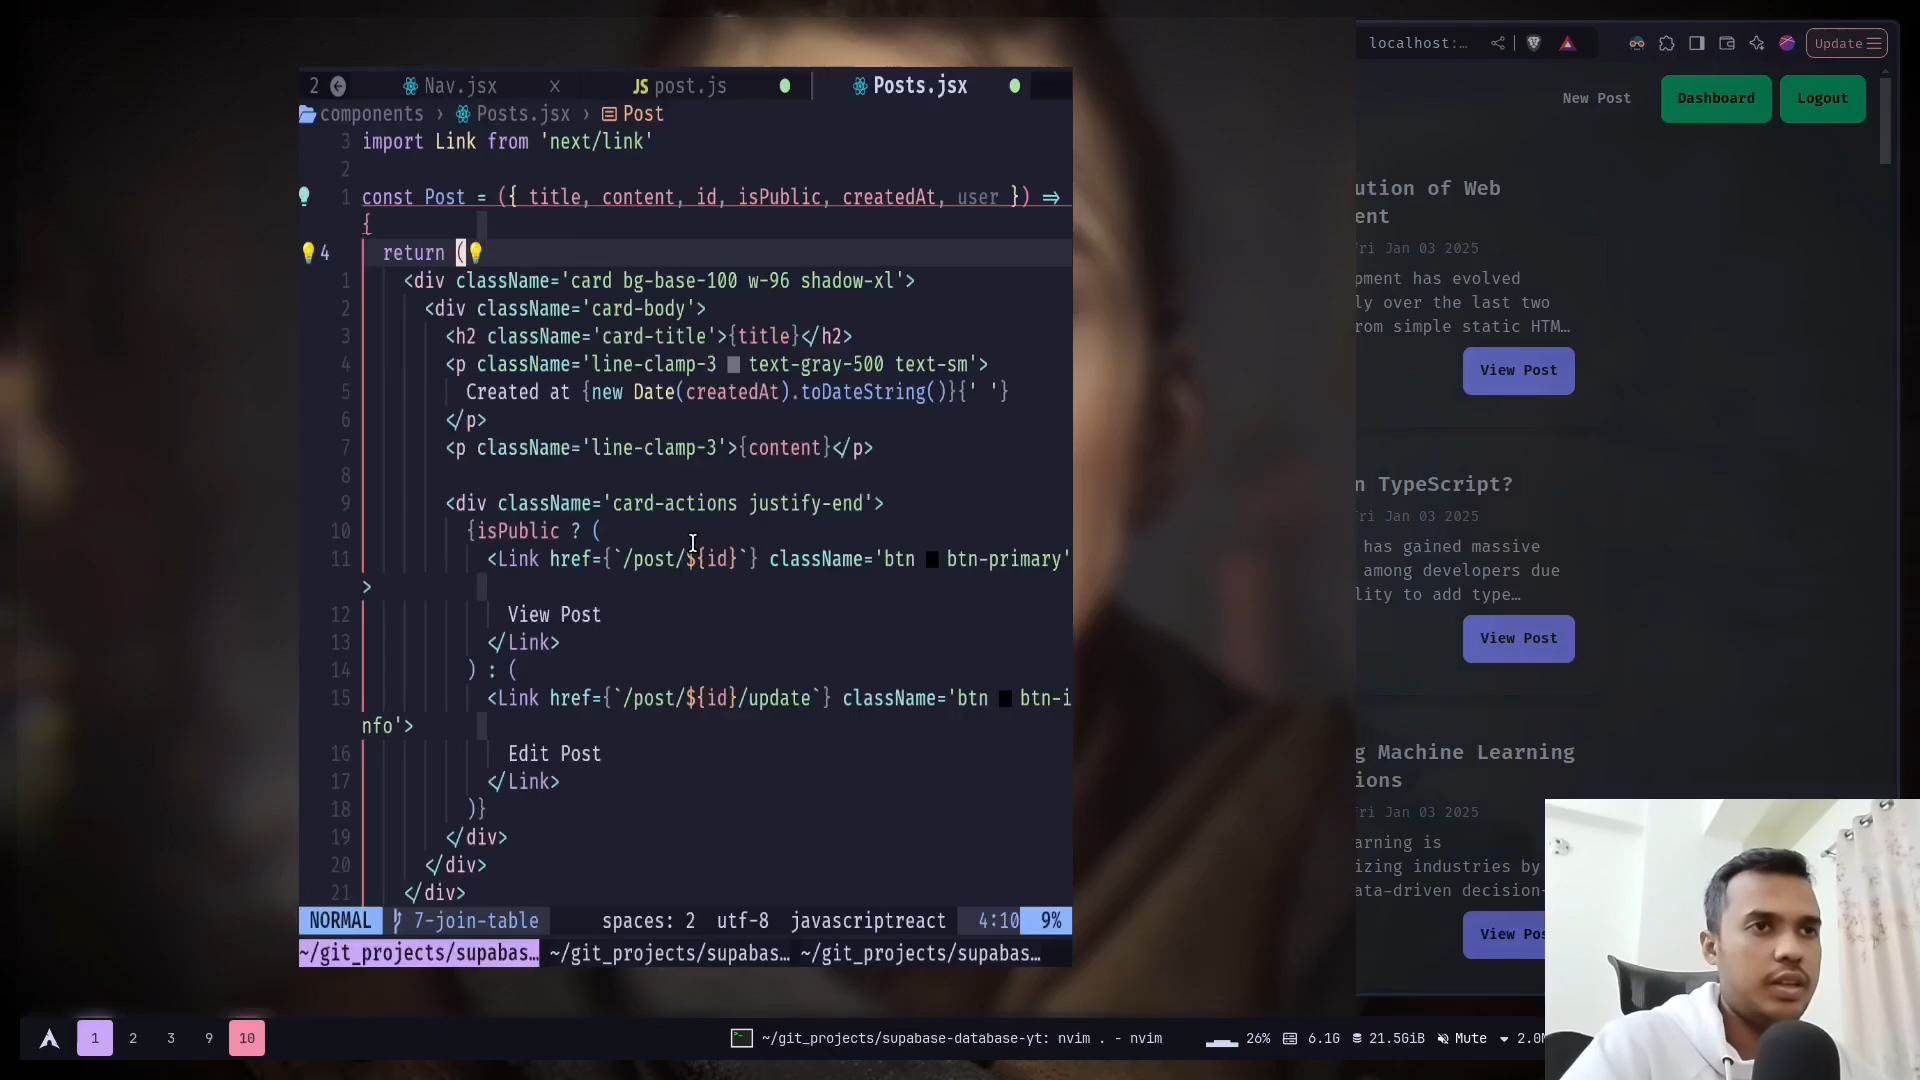 localhost:…
Update
New Post
Dashboard
Logout
2
Nav.jsx
JS post.js
Posts.jsx
components › Posts.jsx › Post
3 import Link from 'next/link'
2
1 const Post = ({ title, content, id, isPublic, createdAt, user }) =>
{
4 return (
1 <div className='card bg-base-100 w-96 shadow-xl'>
2 <div className='card-body'>
3 <h2 className='card-title'>{title}</h2>
4 <p className='line-clamp-3 text-gray-500 text-sm'>
5 Created at {new Date(createdAt).toDateString()}{' '}
6 </p>
7 <p className='line-clamp-3'>{content}</p>
8
9 <div className='card-actions justify-end'>
10 {isPublic ? (
11 <Link href={`/post/${id}`} className='btn btn-primary'
>
12 View Post
13 </Link>
14 ) : (
15 <Link href={`/post/${id}/update`} className='btn btn-i
nfo'>
16 Edit Post
17 </Link>
18 )}
19 </div>
20 </div>
21 </div>
NORMAL 7-join-table spaces: 2 utf-8 javascriptreact 4:10 9%
~/git_projects/supabas… ~/git_projects/supabas… ~/git_projects/supabas…
ution of Web
ent
Fri Jan 03 2025
pment has evolved
ly over the last two
rom simple static HTM…
View Post
n TypeScript?
Fri Jan 03 2025
has gained massive
among developers due
lity to add type…
View Post
g Machine Learning
ions
Fri Jan 03 2025
arning is
izing industries by
ata-driven decision-
View Po
1 2 3 9 10
~/git_projects/supabase-database-yt: nvim . - nvim
26% 6.1G 21.5GiB Mute 2.0